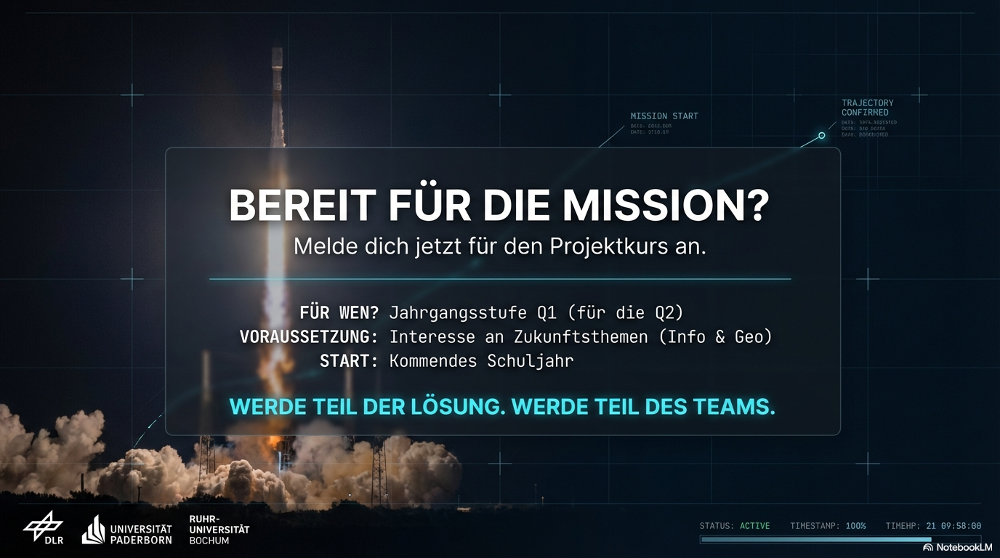 MISSION START
TRAJECTORY
CONFIRMED
BEREIT FÜR DIE MISSION?
Melde dich jetzt für den Projektkurs an.
FÜR WEN? Jahrgangsstufe Q1 (für die Q2)
VORAUSSETZUNG: Interesse an Zukunftsthemen (Info & Geo)
START: Kommendes Schuljahr
WERDE TEIL DER LÖSUNG. WERDE TEIL DES TEAMS.
DLR
UNIVERSITÄT
PADERBORN
RUHR-
UNIVERSITÄT
BOCHUM
STATUS: ACTIVE TIMESTANP: 100% TIMEHP: 21 09:58:00
NotebookLM